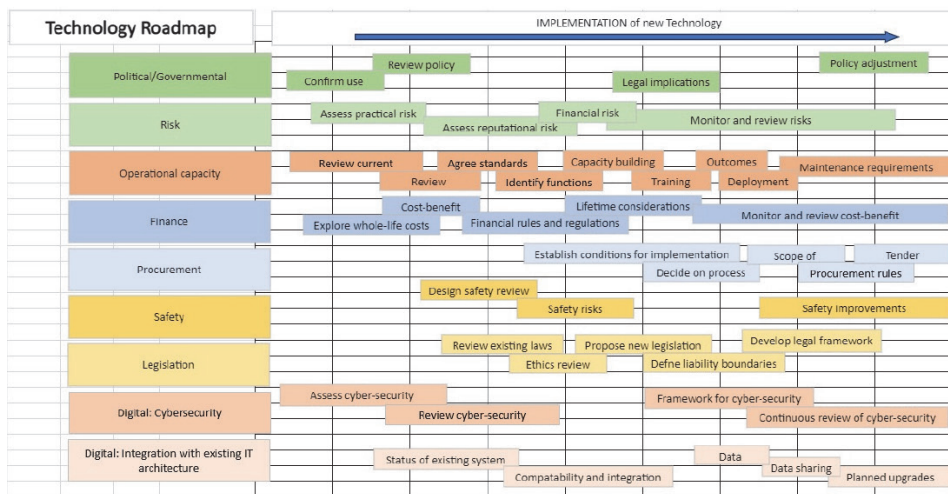 Technology Roadmap
IMPLEMENTATION of new Technology
Political/Governmental
Review policy
Policy adjustment
Confirm use
Legal implications
Risk
Assess practical risk
Financial risk
Monitor and review risks
Assess reputational risk
Operational capacity
Review current
Agree standards
Capacity building
Outcomes
Maintenance requirements
Review
Identify functions
Training
Deployment
Finance
Cost-benefit
Lifetime considerations
Monitor and review cost-benefit
Explore whole-life costs
Financial rules and regulations
Procurement
Establish conditions for implementation
Scope of
Tender
Decide on process
Procurement rules
Safety
Design safety review
Safety risks
Safety improvements
Legislation
Review existing laws
Propose new legislation
Develop legal framework
Ethics review
Defne liability boundaries
Digital: Cybersecurity
Assess cyber-security
Framework for cyber-security
Review cyber-security
Continuous review of cyber-security
Digital: Integration with existing IT
architecture
Status of existing system
Data
Data sharing
Compatability and integration
Planned upgrades